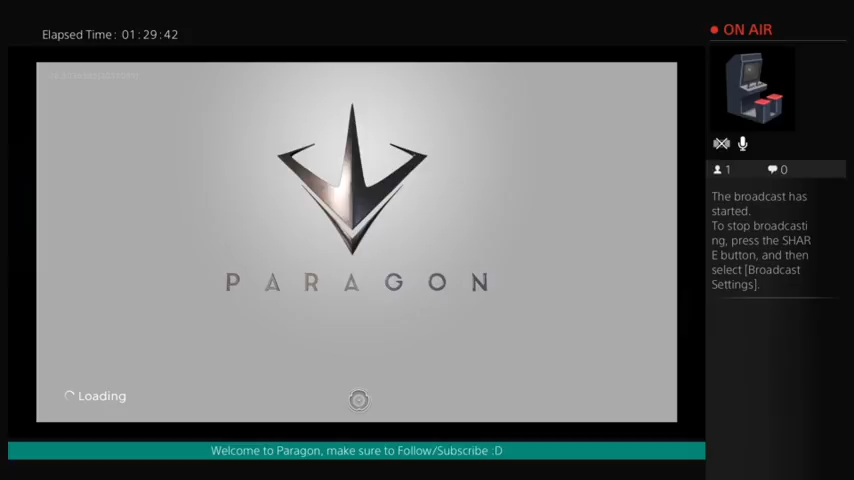 Elapsed Time: 01:29:42
ON AIR
1
0
The broadcast has
started.
To stop broadcasti
ng, press the SHAR
E button, and then
select [Broadcast
Settings].
PARAGON
Loading
Welcome to Paragon, make sure to Follow/Subscribe :D